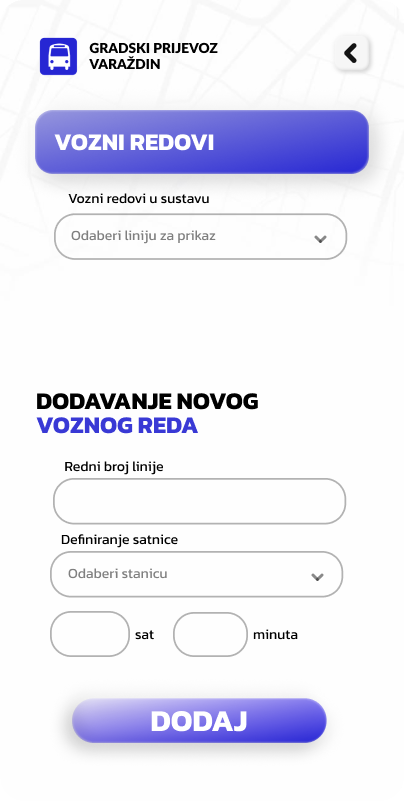 GRADSKI PRIJEVOZ
VARAŽDIN
VOZNI REDOVI
Vozni redovi u sustavu
Odaberi liniju za prikaz
DODAVANJE NOVOG
VOZNOG REDA
Redni broj linije
Definiranje satnice
Odaberi stanicu
sat minuta
DODAJ